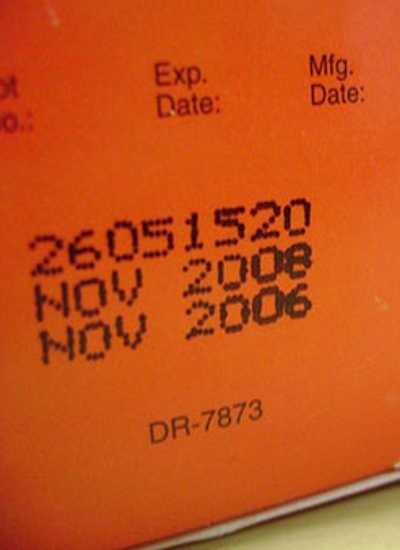 Exp. Mfg.
Date: Date:
26051520
NOV 2008
NOV 2006
DR-7873